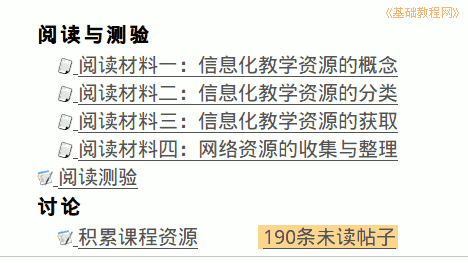 《基础教程网》
阅读与测验
阅读材料一：信息化教学资源的概念
阅读材料二：信息化教学资源的分类
阅读材料三：信息化教学资源的获取
阅读材料四：网络资源的收集与整理
阅读测验
讨论
积累课程资源 190条未读帖子